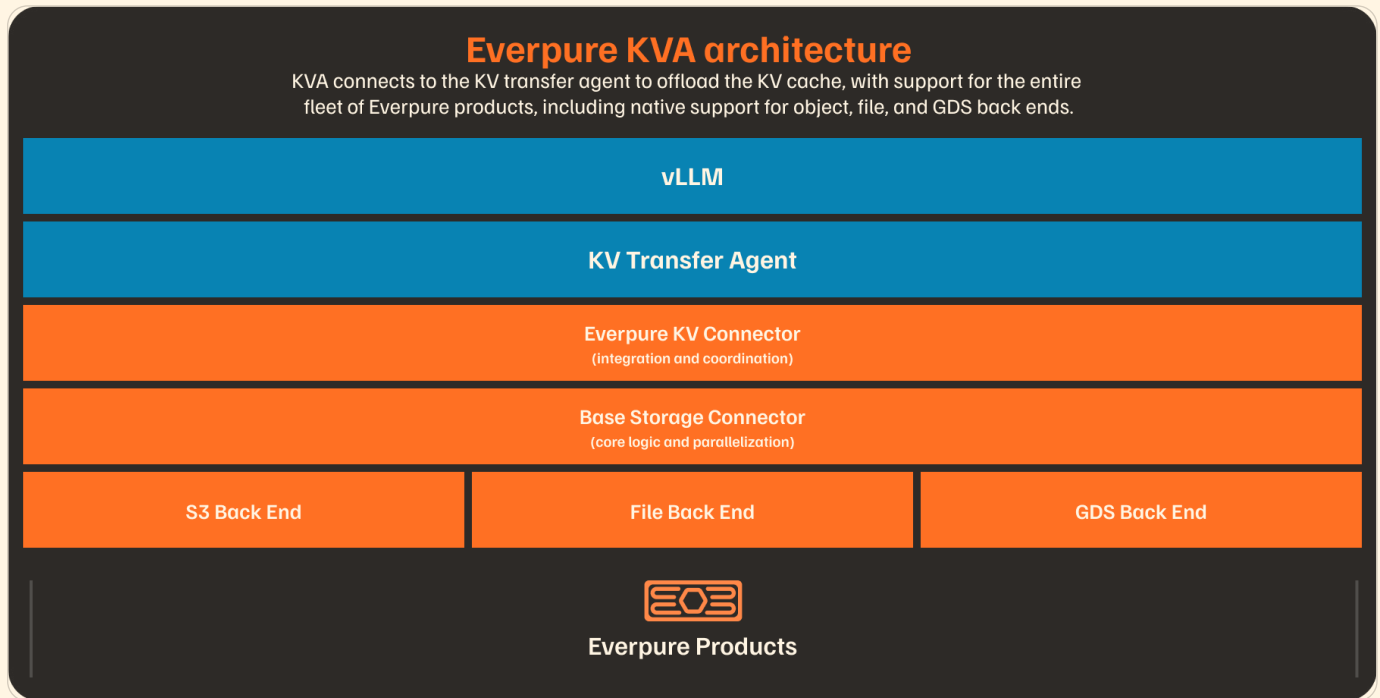 Everpure KVA architecture
KVA connects to the KV transfer agent to offload the KV cache, with support for the entire
fleet of Everpure products, including native support for object, file, and GDS back ends.
vLLM
KV Transfer Agent
Everpure KV Connector
(integration and coordination)
Base Storage Connector
(core logic and parallelization)
S3 Back End
File Back End
GDS Back End
Everpure Products